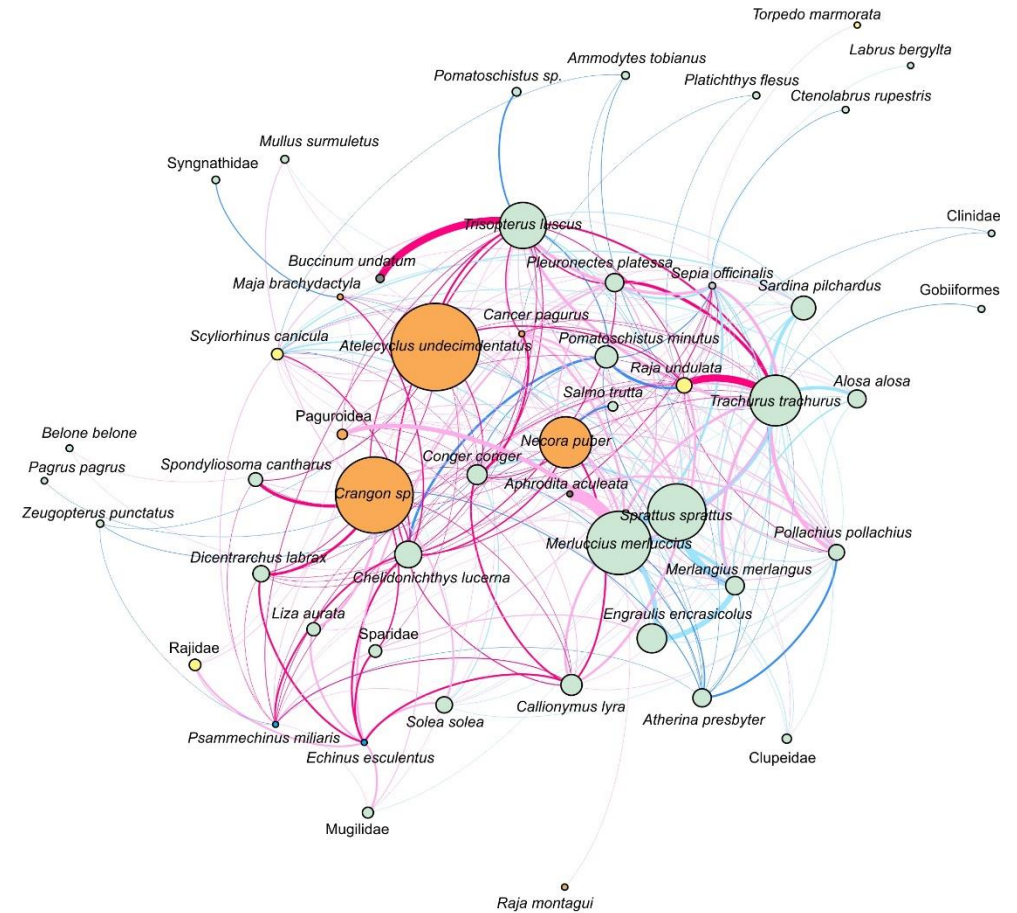 Torpedo marmorata
Labrus bergylta
Ammodytes tobianus
Pomatoschistus sp.
Platichthys flesus
Ctenolabrus rupestris
Mullus surmuletus
Syngnathidae
Clinidae
Trisopterus luscus
Buccinum undatum
Pleuronectes platessa
Sepia officinalis
Maja brachydactyla
Sardina pilchardus
Gobiiformes
Cancer pagurus
Scyliorhinus canicula
Atelecyclus undecimdentatus
Pomatoschistus minutus
Raja undulata
Alosa alosa
Salmo trutta
Trachurus trachurus
Paguroidea
Belone belone
Necora puber
Pagrus pagrus
Spondyliosoma cantharus
Conger conger
Aphrodita aculeata
Crangon sp
Zeugopterus punctatus
Sprattus sprattus
Pollachius pollachius
Merluccius merluccius
Dicentrarchus labrax
Chelidonichthys lucerna
Merlangius merlangus
Liza aurata
Engraulis encrasicolus
Sparidae
Rajidae
Callionymus lyra
Solea solea
Atherina presbyter
Psammechinus miliaris
Echinus esculentus
Clupeidae
Mugilidae
Raja montagui